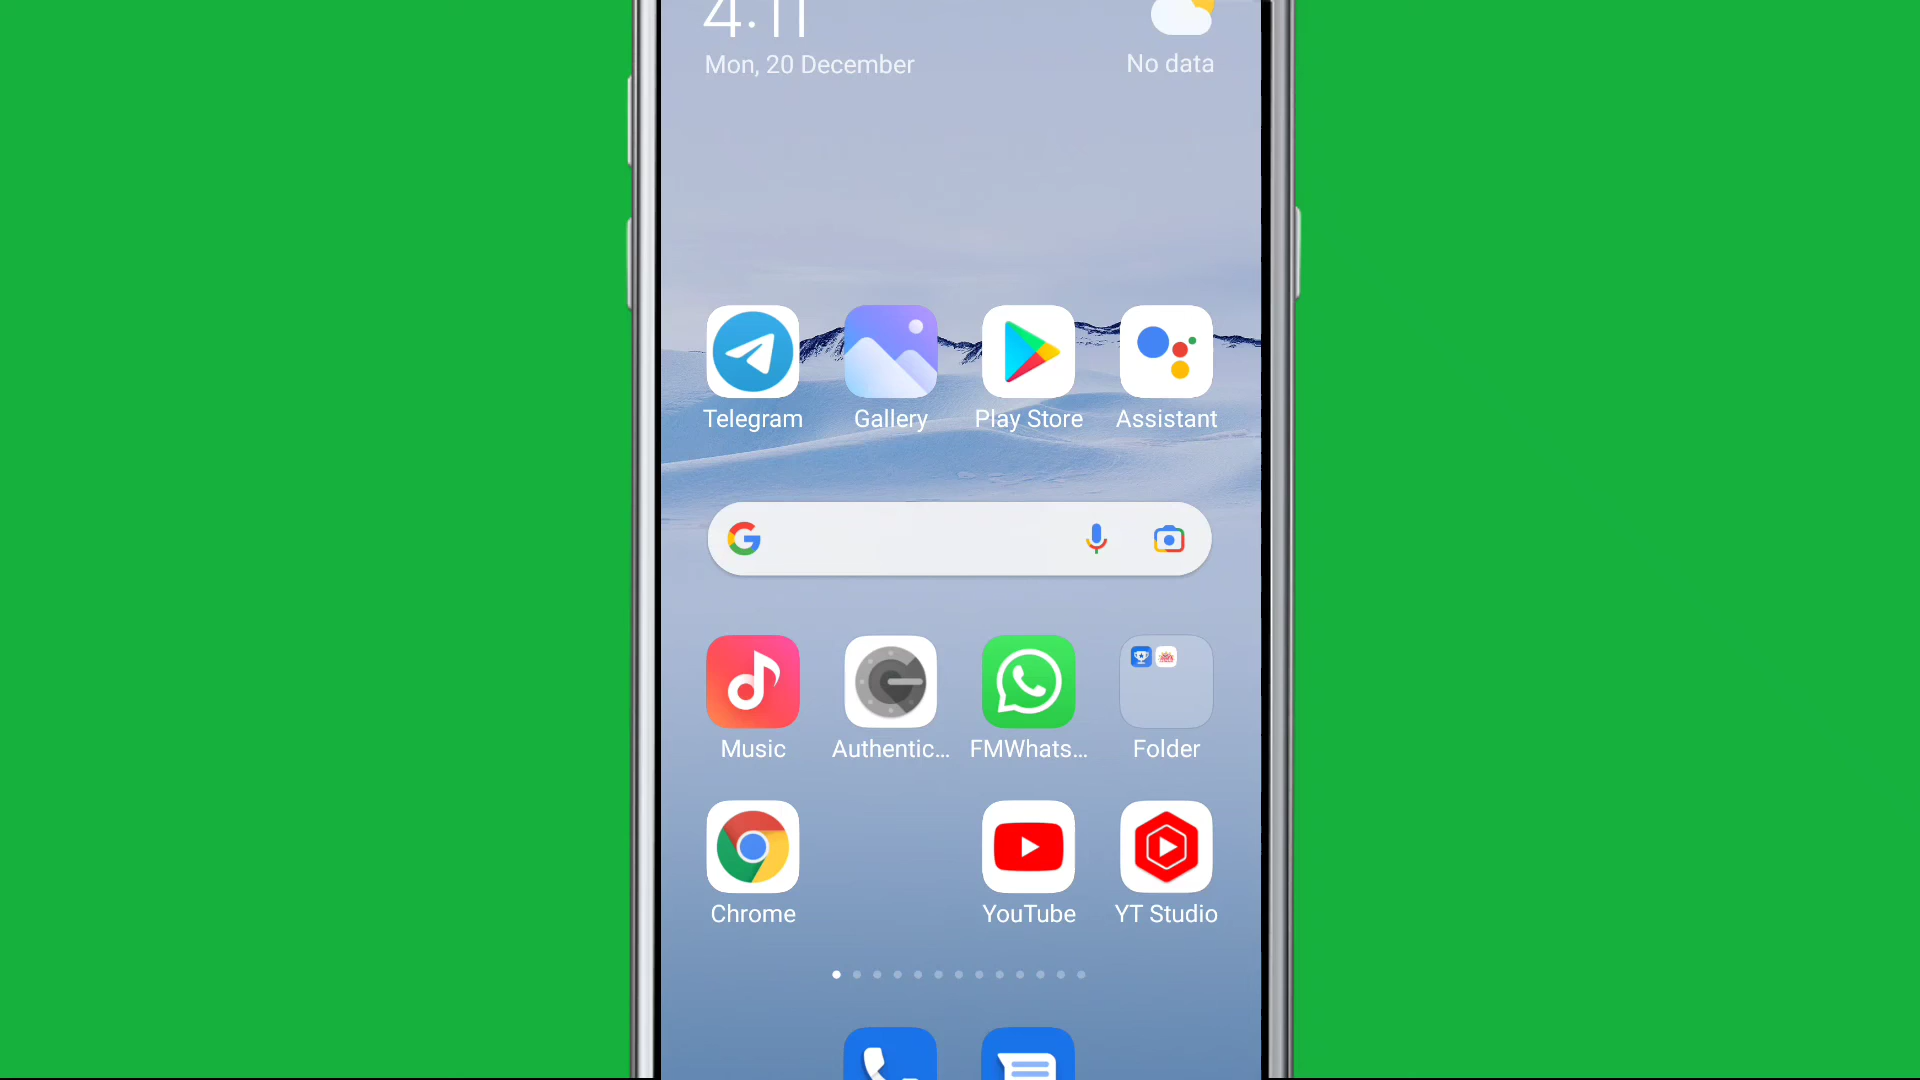 4:11
Mon, 20 December
No data
Telegram
Gallery
Play Store
Assistant
Music
Authentic...
FMWhats...
Folder
Chrome
YouTube
YT Studio